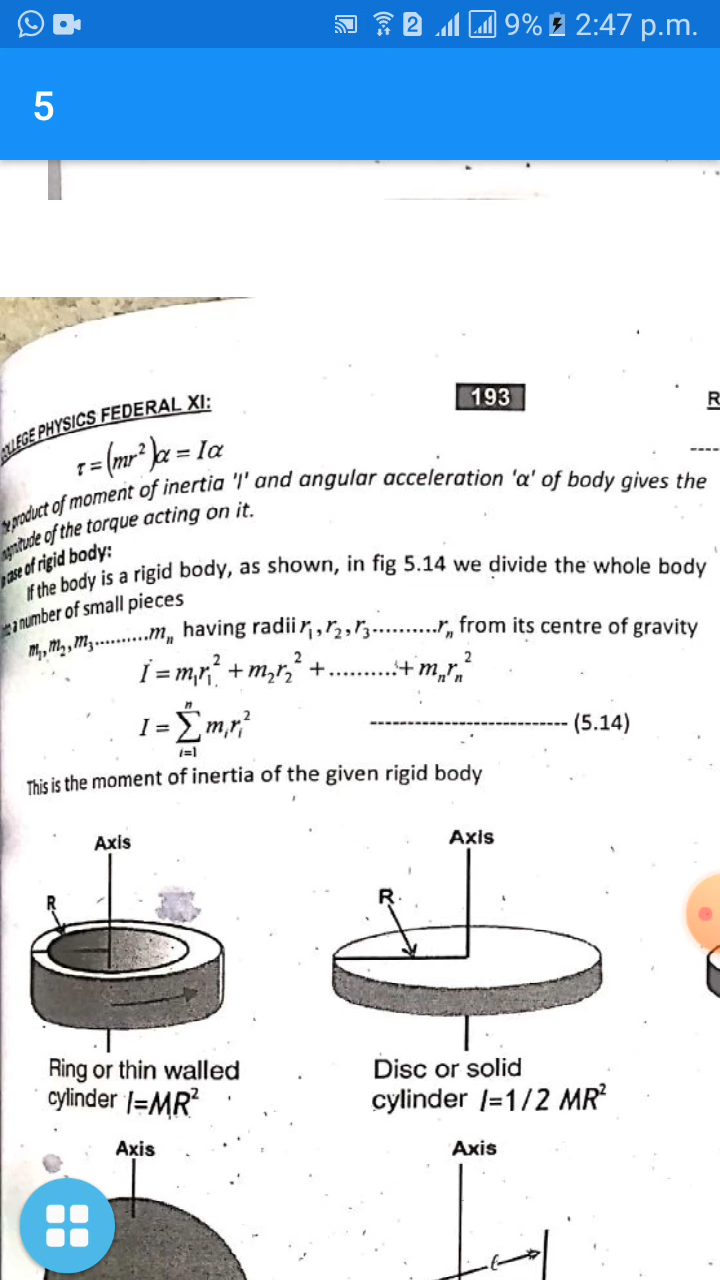 9% 2:47 p.m.
5
COLLEGE PHYSICS FEDERAL XI:
193
R
τ = (mr²)α = Iα
The product of moment of inertia 'I' and angular acceleration 'α' of body gives the
magnitude of the torque acting on it.
case of rigid body:
If the body is a rigid body, as shown, in fig 5.14 we divide the whole body
a number of small pieces
m₁, m₂, m₃..........mₙ having radii r₁, r₂, r₃..........rₙ from its centre of gravity
I = m₁r₁² + m₂r₂² + ..........+ mₙrₙ²
I = ∑ᵢ₌₁ⁿ mᵢrᵢ² ---------------------- (5.14)
This is the moment of inertia of the given rigid body
Axis
R
Ring or thin walled
cylinder I=MR²
Axis
R
Disc or solid
cylinder I=1/2 MR²
Axis
Axis
ℓ